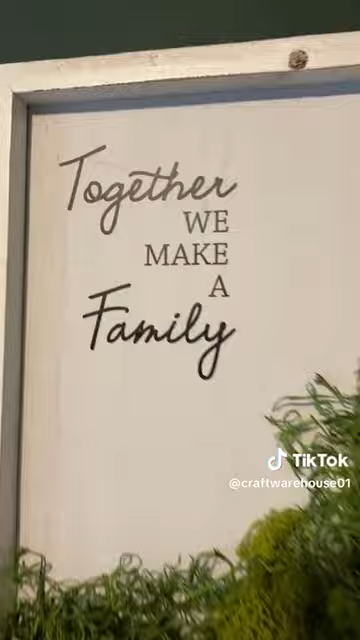 Together
WE
MAKE
A
Family
TikTok
@craftwarehouse01